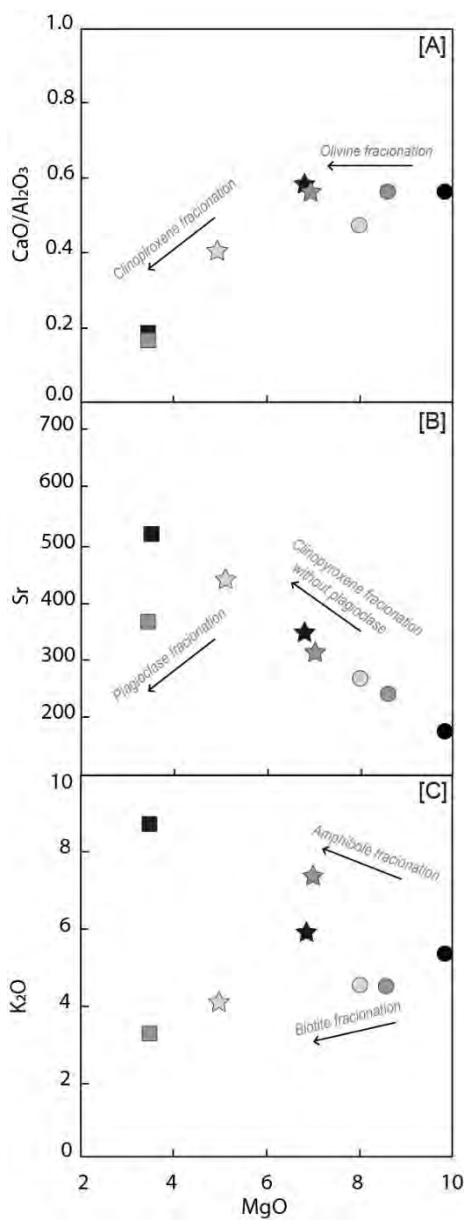 [A]
1.0
0.8
0.6
0.4
0.2
0.0
CaO/Al₂O₃
Olivine fracionation
Clinopiroxene fracionation
[B]
700
600
500
400
300
200
Sr
Clinopyroxene fracionation
without plagioclase
Plagioclase fracionation
[C]
10
8
6
4
2
0
K₂O
Amphibole fracionation
Biotite fracionation
2
4
6
8
10
MgO